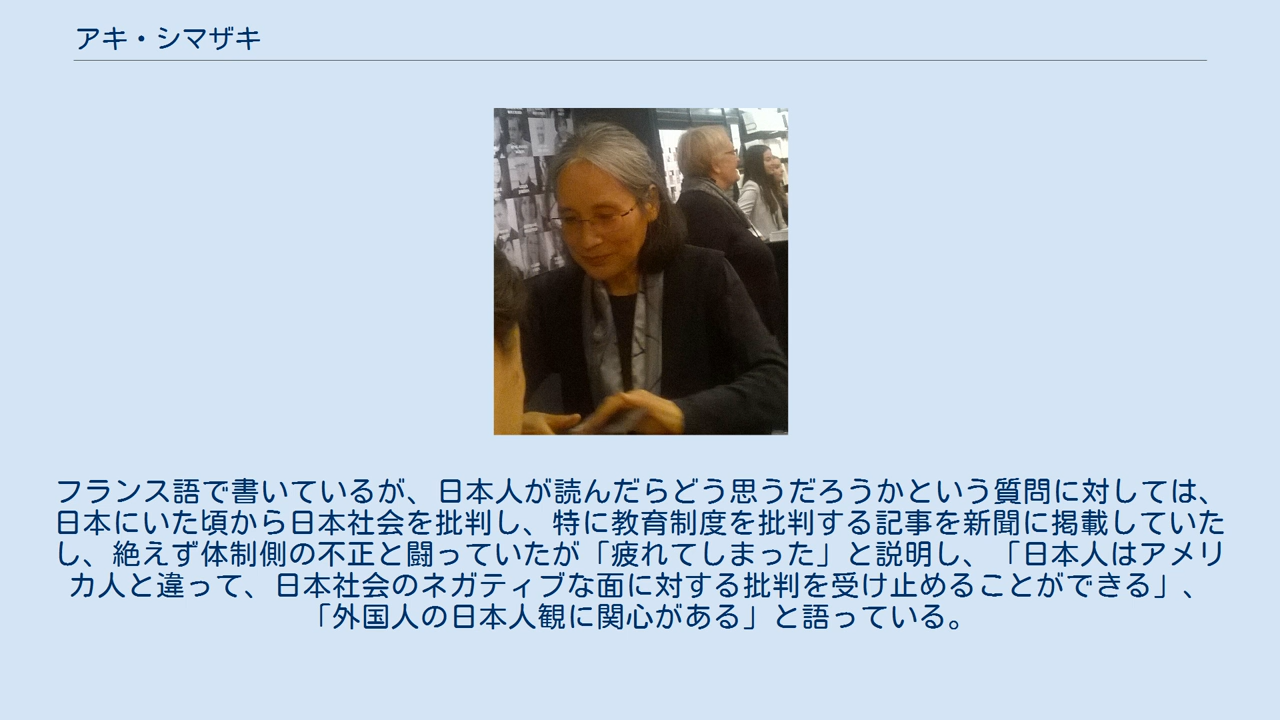 アキ・シマザキ
フランス語で書いているが、日本人が読んだらどう思うだろうかという質問に対しては、
日本にいた頃から日本社会を批判し、特に教育制度を批判する記事を新聞に掲載していた
し、絶えず体制側の不正と闘っていたが「疲れてしまった」と説明し、「日本人はアメリ
カ人と違って、日本社会のネガティブな面に対する批判を受け止めることができる」、
「外国人の日本人観に関心がある」と語っている。